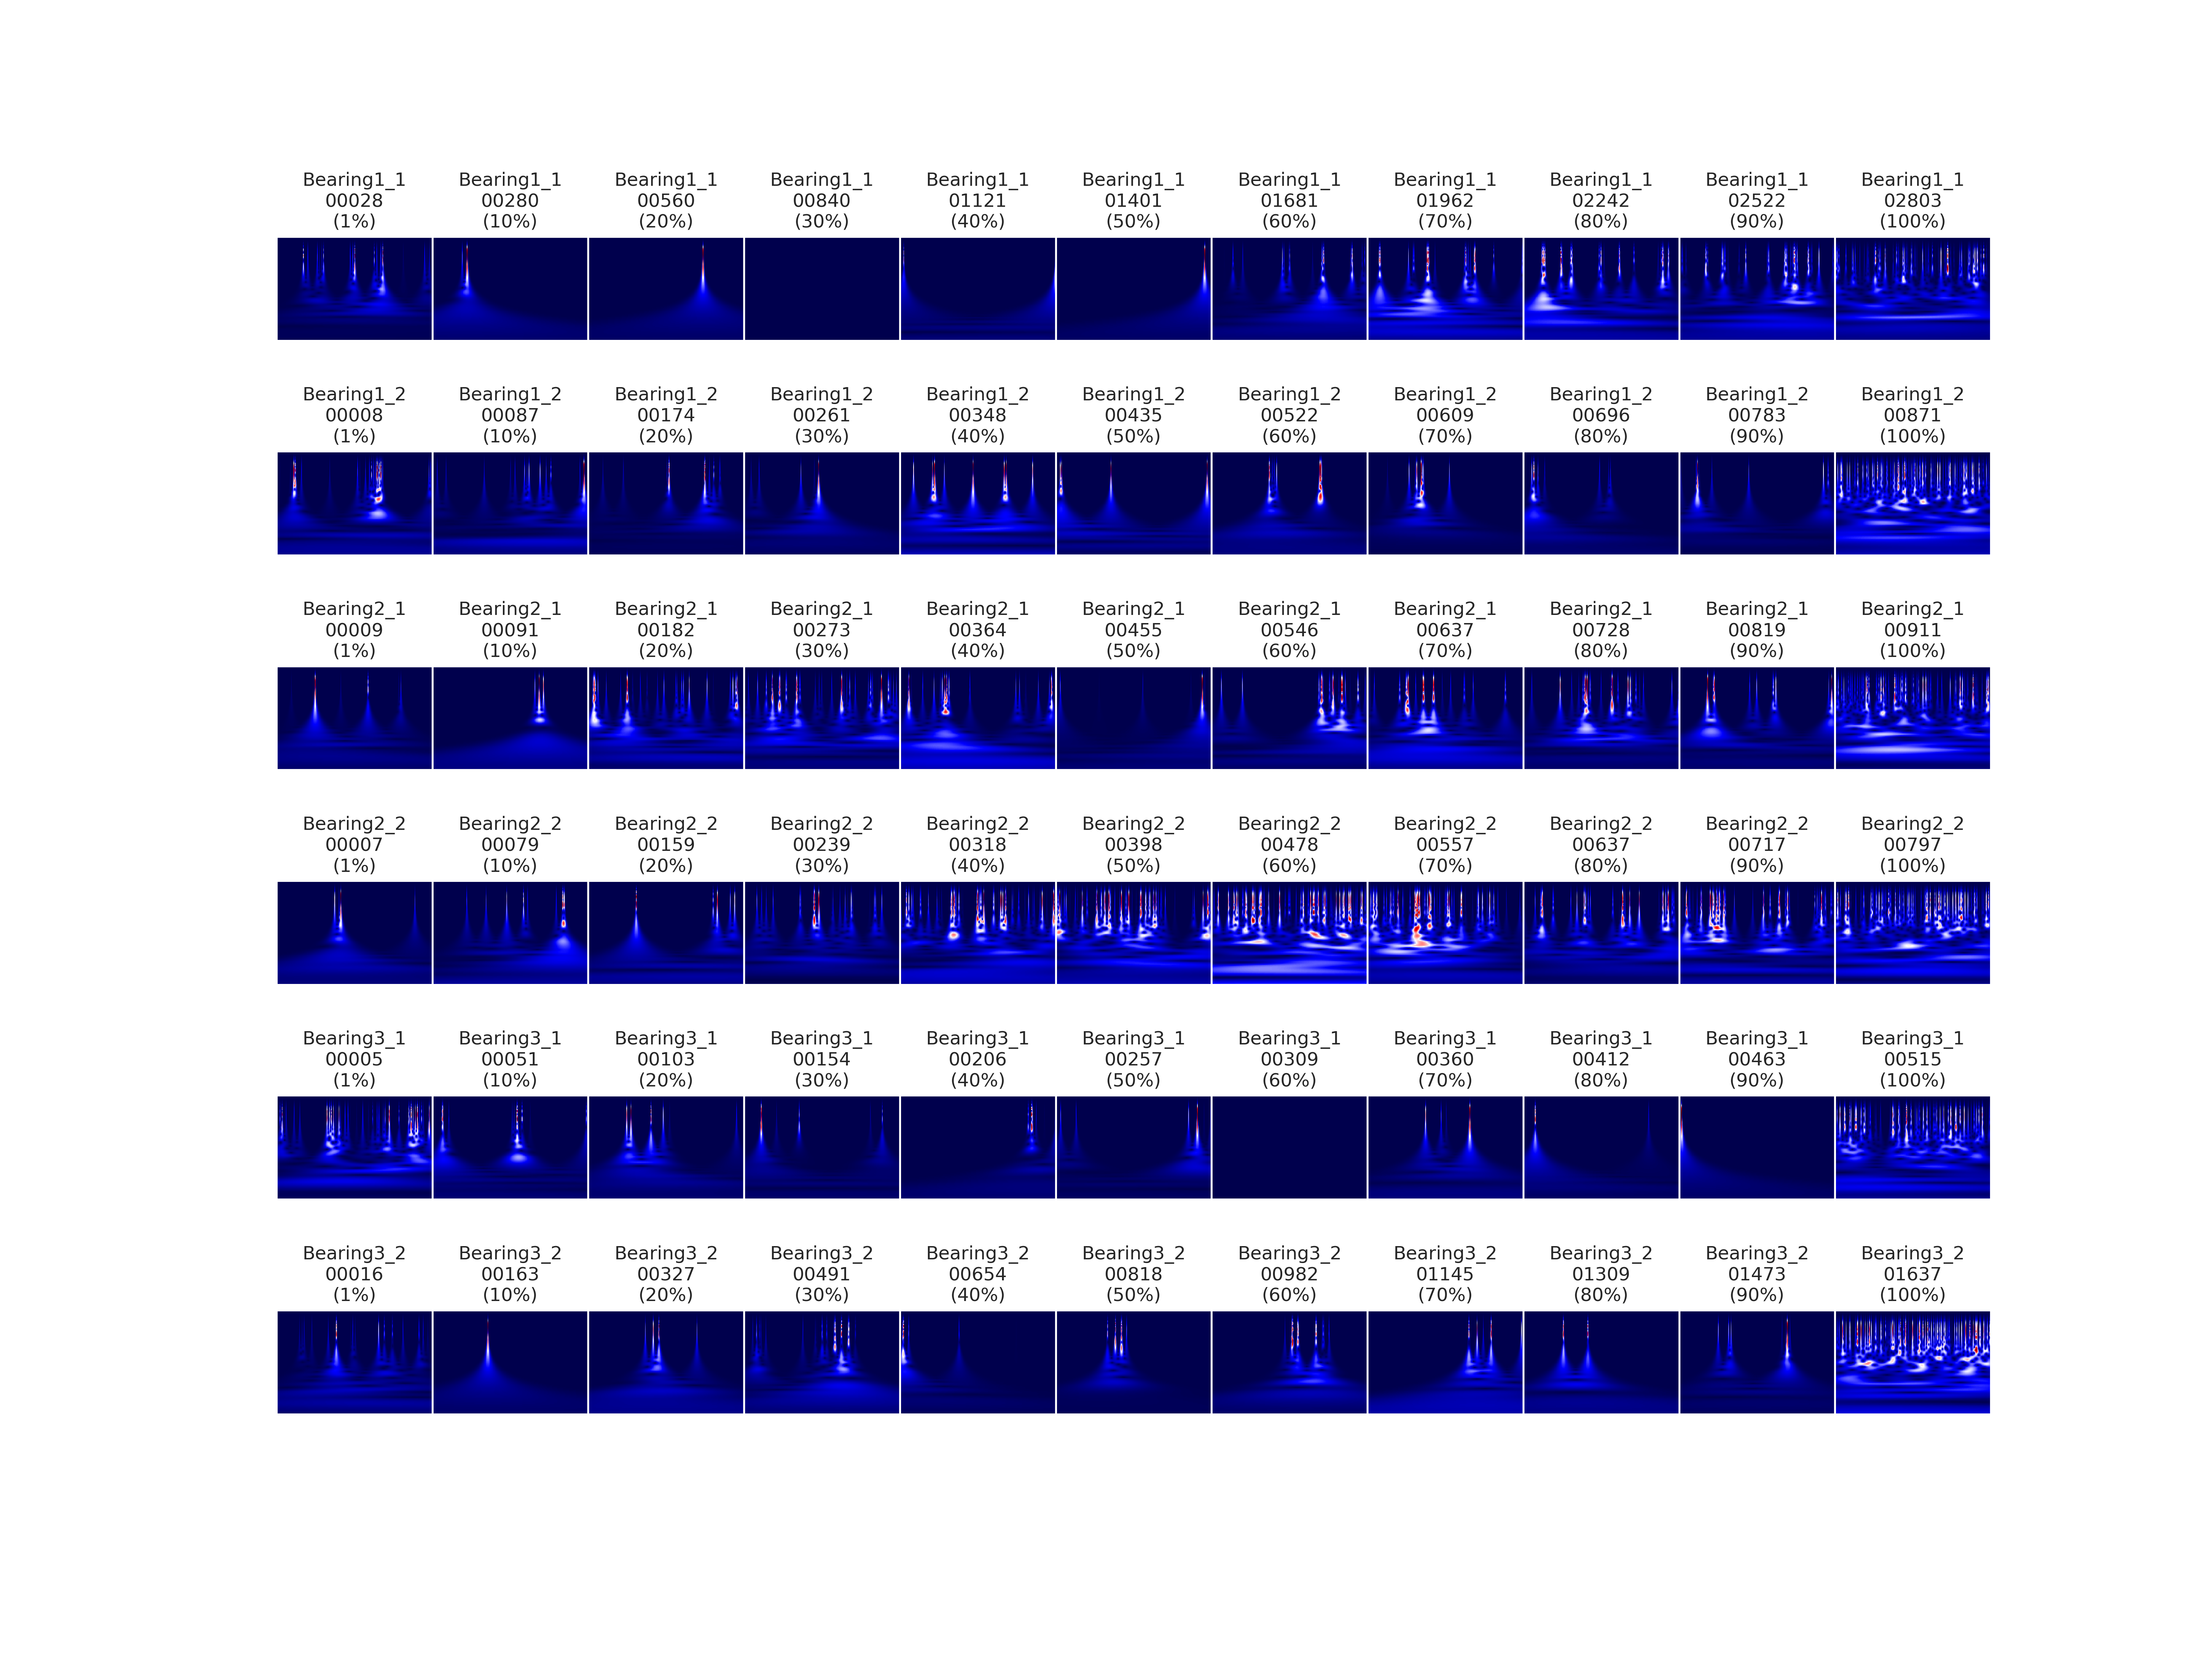 Bearing1_1 Bearing1_1 Bearing1_1 Bearing1_1 Bearing1_1 Bearing1_1 Bearing1_1 Bearing1_1 Bearing1_1 Bearing1_1 Bearing1_1
00028 00280 00560 00840 01121 01401 01681 01962 02242 02522 02803
(1%) (10%) (20%) (30%) (40%) (50%) (60%) (70%) (80%) (90%) (100%)
Bearing1_2 Bearing1_2 Bearing1_2 Bearing1_2 Bearing1_2 Bearing1_2 Bearing1_2 Bearing1_2 Bearing1_2 Bearing1_2 Bearing1_2
00008 00087 00174 00261 00348 00435 00522 00609 00696 00783 00871
(1%) (10%) (20%) (30%) (40%) (50%) (60%) (70%) (80%) (90%) (100%)
Bearing2_1 Bearing2_1 Bearing2_1 Bearing2_1 Bearing2_1 Bearing2_1 Bearing2_1 Bearing2_1 Bearing2_1 Bearing2_1 Bearing2_1
00009 00091 00182 00273 00364 00455 00546 00637 00728 00819 00911
(1%) (10%) (20%) (30%) (40%) (50%) (60%) (70%) (80%) (90%) (100%)
Bearing2_2 Bearing2_2 Bearing2_2 Bearing2_2 Bearing2_2 Bearing2_2 Bearing2_2 Bearing2_2 Bearing2_2 Bearing2_2 Bearing2_2
00007 00079 00159 00239 00318 00398 00478 00557 00637 00717 00797
(1%) (10%) (20%) (30%) (40%) (50%) (60%) (70%) (80%) (90%) (100%)
Bearing3_1 Bearing3_1 Bearing3_1 Bearing3_1 Bearing3_1 Bearing3_1 Bearing3_1 Bearing3_1 Bearing3_1 Bearing3_1 Bearing3_1
00005 00051 00103 00154 00206 00257 00309 00360 00412 00463 00515
(1%) (10%) (20%) (30%) (40%) (50%) (60%) (70%) (80%) (90%) (100%)
Bearing3_2 Bearing3_2 Bearing3_2 Bearing3_2 Bearing3_2 Bearing3_2 Bearing3_2 Bearing3_2 Bearing3_2 Bearing3_2 Bearing3_2
00016 00163 00327 00491 00654 00818 00982 01145 01309 01473 01637
(1%) (10%) (20%) (30%) (40%) (50%) (60%) (70%) (80%) (90%) (100%)